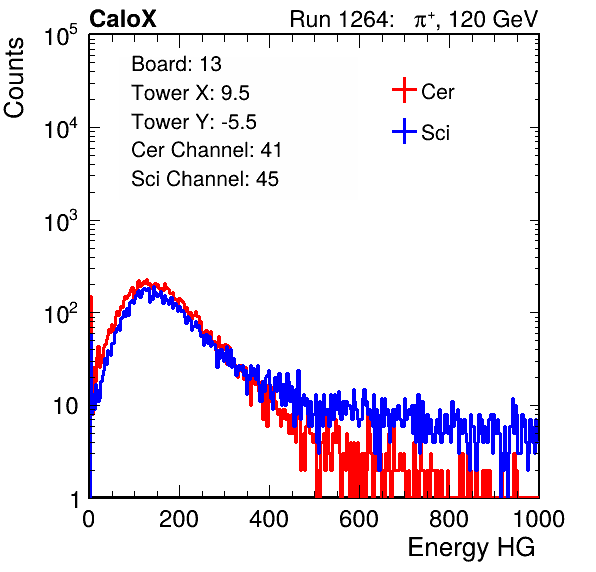 CaloX Run 1264: π⁺, 120 GeV
Counts
10⁵
10⁴
10³
10²
10
1
Board: 13
Tower X: 9.5
Tower Y: -5.5
Cer Channel: 41
Sci Channel: 45
Cer
Sci
0 200 400 600 800 1000
Energy HG